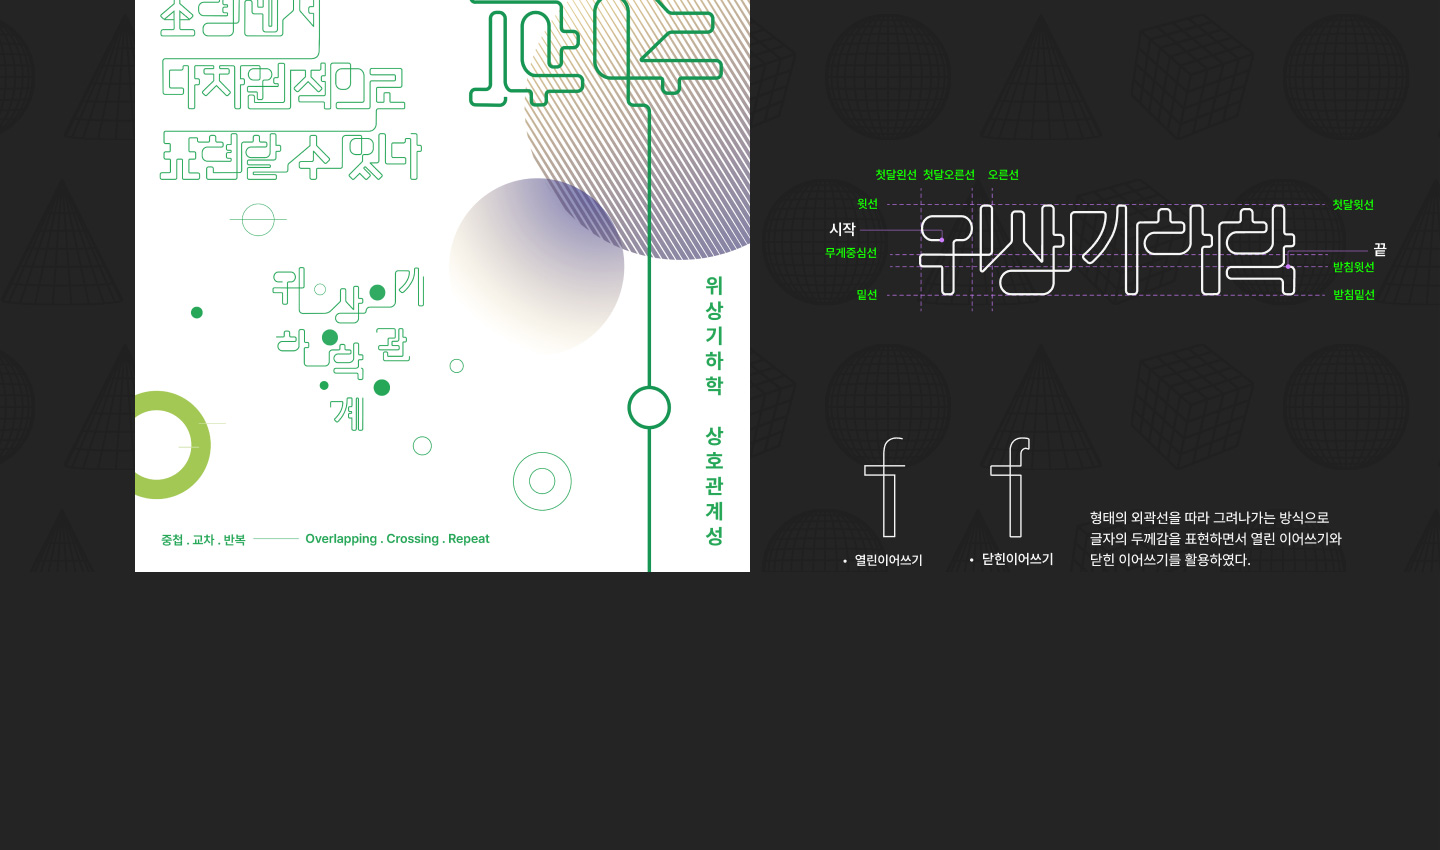 다차원적으로
표현할 수 있다
위상기
하학관
계
위상기하학 상호관계성
중첩 . 교차 . 반복
Overlapping . Crossing . Repeat
첫달왼선 첫달오른선 오른선
윗선
첫달윗선
시작
위상기하학
끝
무게중심선
받침윗선
밑선
받침밑선
f f
• 열린이어쓰기
• 닫힌이어쓰기
형태의 외곽선을 따라 그려나가는 방식으로
글자의 두께감을 표현하면서 열린 이어쓰기와
닫힌 이어쓰기를 활용하였다.